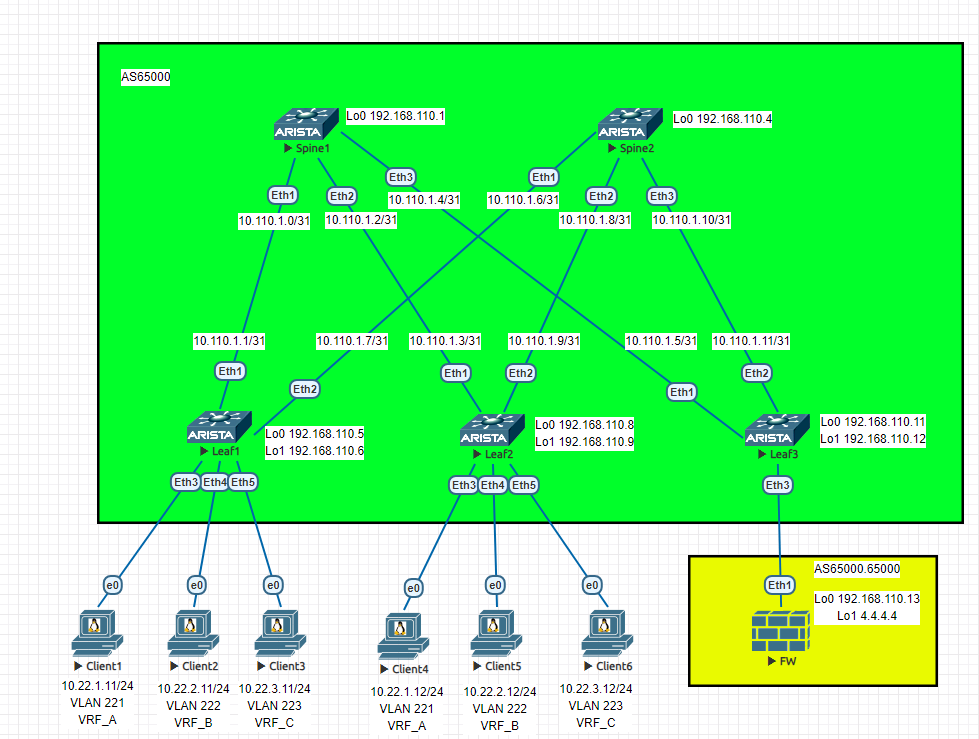 AS65000
ARISTA
Spine1
Lo0 192.168.110.1
ARISTA
Spine2
Lo0 192.168.110.4
Eth1
Eth2
Eth3
Eth1
Eth2
Eth3
10.110.1.0/31
10.110.1.2/31
10.110.1.4/31
10.110.1.6/31
10.110.1.8/31
10.110.1.10/31
10.110.1.1/31
10.110.1.7/31
10.110.1.3/31
10.110.1.9/31
10.110.1.5/31
10.110.1.11/31
Eth1
Eth2
Eth1
Eth2
Eth1
Eth2
ARISTA
Leaf1
Lo0 192.168.110.5
Lo1 192.168.110.6
ARISTA
Leaf2
Lo0 192.168.110.8
Lo1 192.168.110.9
ARISTA
Leaf3
Lo0 192.168.110.11
Lo1 192.168.110.12
Eth3
Eth4
Eth5
Eth3
Eth4
Eth5
Eth3
e0
e0
e0
e0
e0
e0
Eth1
AS65000.65000
Lo0 192.168.110.13
Lo1 4.4.4.4
FW
Client1
10.22.1.11/24
VLAN 221
VRF_A
Client2
10.22.2.11/24
VLAN 222
VRF_B
Client3
10.22.3.11/24
VLAN 223
VRF_C
Client4
10.22.1.12/24
VLAN 221
VRF_A
Client5
10.22.2.12/24
VLAN 222
VRF_B
Client6
10.22.3.12/24
VLAN 223
VRF_C